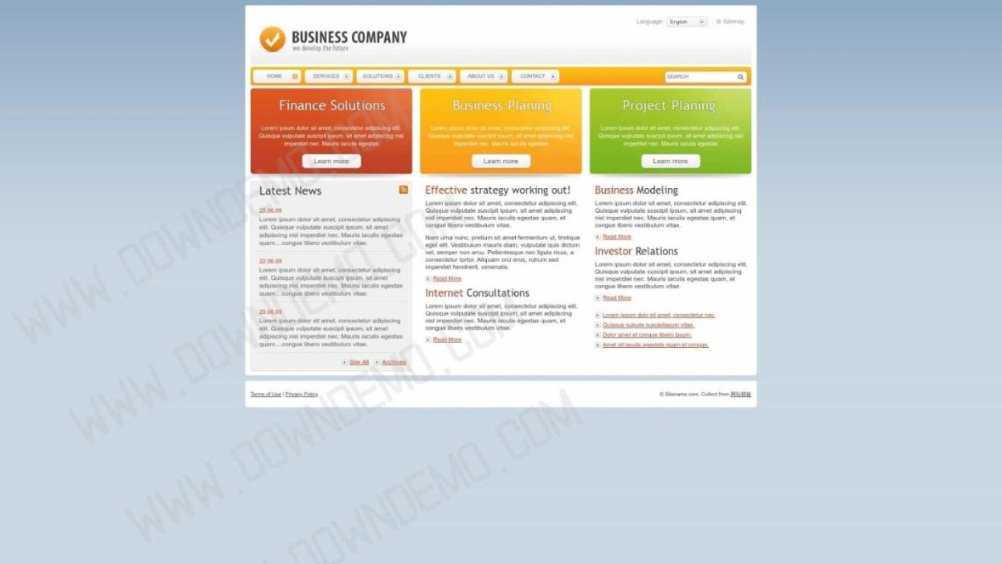 Language: English Sitemap
BUSINESS COMPANY
we develop the future
HOME SERVICES SOLUTIONS CLIENTS ABOUT US CONTACT SEARCH
Finance Solutions
Lorem ipsum dolor sit amet, consectetur adipiscing elit.
Quisque vulputate suscipit ipsum, sit amet adipiscing nisl
imperdiet nec. Mauris iaculis egestas
Learn more
Business Planing
Lorem ipsum dolor sit amet, consectetur adipiscing elit.
Quisque vulputate suscipit ipsum, sit amet adipiscing nisl
imperdiet nec. Mauris iaculis egestas
Learn more
Project Planing
Lorem ipsum dolor sit amet, consectetur adipiscing elit.
Quisque vulputate suscipit ipsum, sit amet adipiscing nisl
imperdiet nec. Mauris iaculis egestas
Learn more
Latest News
20.06.09
Lorem ipsum dolor sit amet, consectetur adipiscing
elit. Quisque vulputate suscipit ipsum, sit amet
adipiscing nisl imperdiet nec. Mauris iaculis egestas
quam... congue libero vestibulum vitae.
22.06.09
Lorem ipsum dolor sit amet, consectetur adipiscing
elit. Quisque vulputate suscipit ipsum, sit amet
adipiscing nisl imperdiet nec. Mauris iaculis egestas
quam... congue libero vestibulum vitae.
20.06.09
Lorem ipsum dolor sit amet, consectetur adipiscing
elit. Quisque vulputate suscipit ipsum, sit amet
adipiscing nisl imperdiet nec. Mauris iaculis egestas
quam... congue libero vestibulum vitae.
See All Archives
Effective strategy working out!
Lorem ipsum dolor sit amet, consectetur adipiscing elit.
Quisque vulputate suscipit ipsum, sit amet adipiscing
nisl imperdiet nec. Mauris iaculis egestas quam, et
congue libero vestibulum vitae.
Nam urna nunc, pretium sit amet fermentum ut, tristique
eget elit. Vestibulum mauris diam, vulputate quis dictum
vel, semper non arcu. Pellentesque nec ligula risus, a
consectetur tortor. Aliquam orci eros, rutrum sed
imperdiet hendrerit, venenatis
Read More
Internet Consultations
Lorem ipsum dolor sit amet, consectetur adipiscing elit.
Quisque vulputate suscipit ipsum, sit amet adipiscing
nisl imperdiet nec. Mauris iaculis egestas quam, et
congue libero vestibulum vitae.
Read More
Business Modeling
Lorem ipsum dolor sit amet, consectetur adipiscing elit.
Quisque vulputate suscipit ipsum, sit amet adipiscing
nisl imperdiet nec. Mauris iaculis egestas quam, et
congue libero vestibulum vitae.
Read More
Investor Relations
Lorem ipsum dolor sit amet, consectetur adipiscing elit.
Quisque vulputate suscipit ipsum, sit amet adipiscing
nisl imperdiet nec. Mauris iaculis egestas quam, et
congue libero vestibulum vitae.
Read More
Lorem ipsm dolo sit amet, consectetur nec.
Dolor amet et congue libero ipsum.
Amet sit iaculis egestate quam et congue.
Terms of Use | Privacy Policy
© Sitename.com. Collect from 网站模板
WWW.DOWNDEMO.COM
WWW.DOWNDEMO.COM
WWW.DOWNDEMO.COM
DOWNDEMO.COM